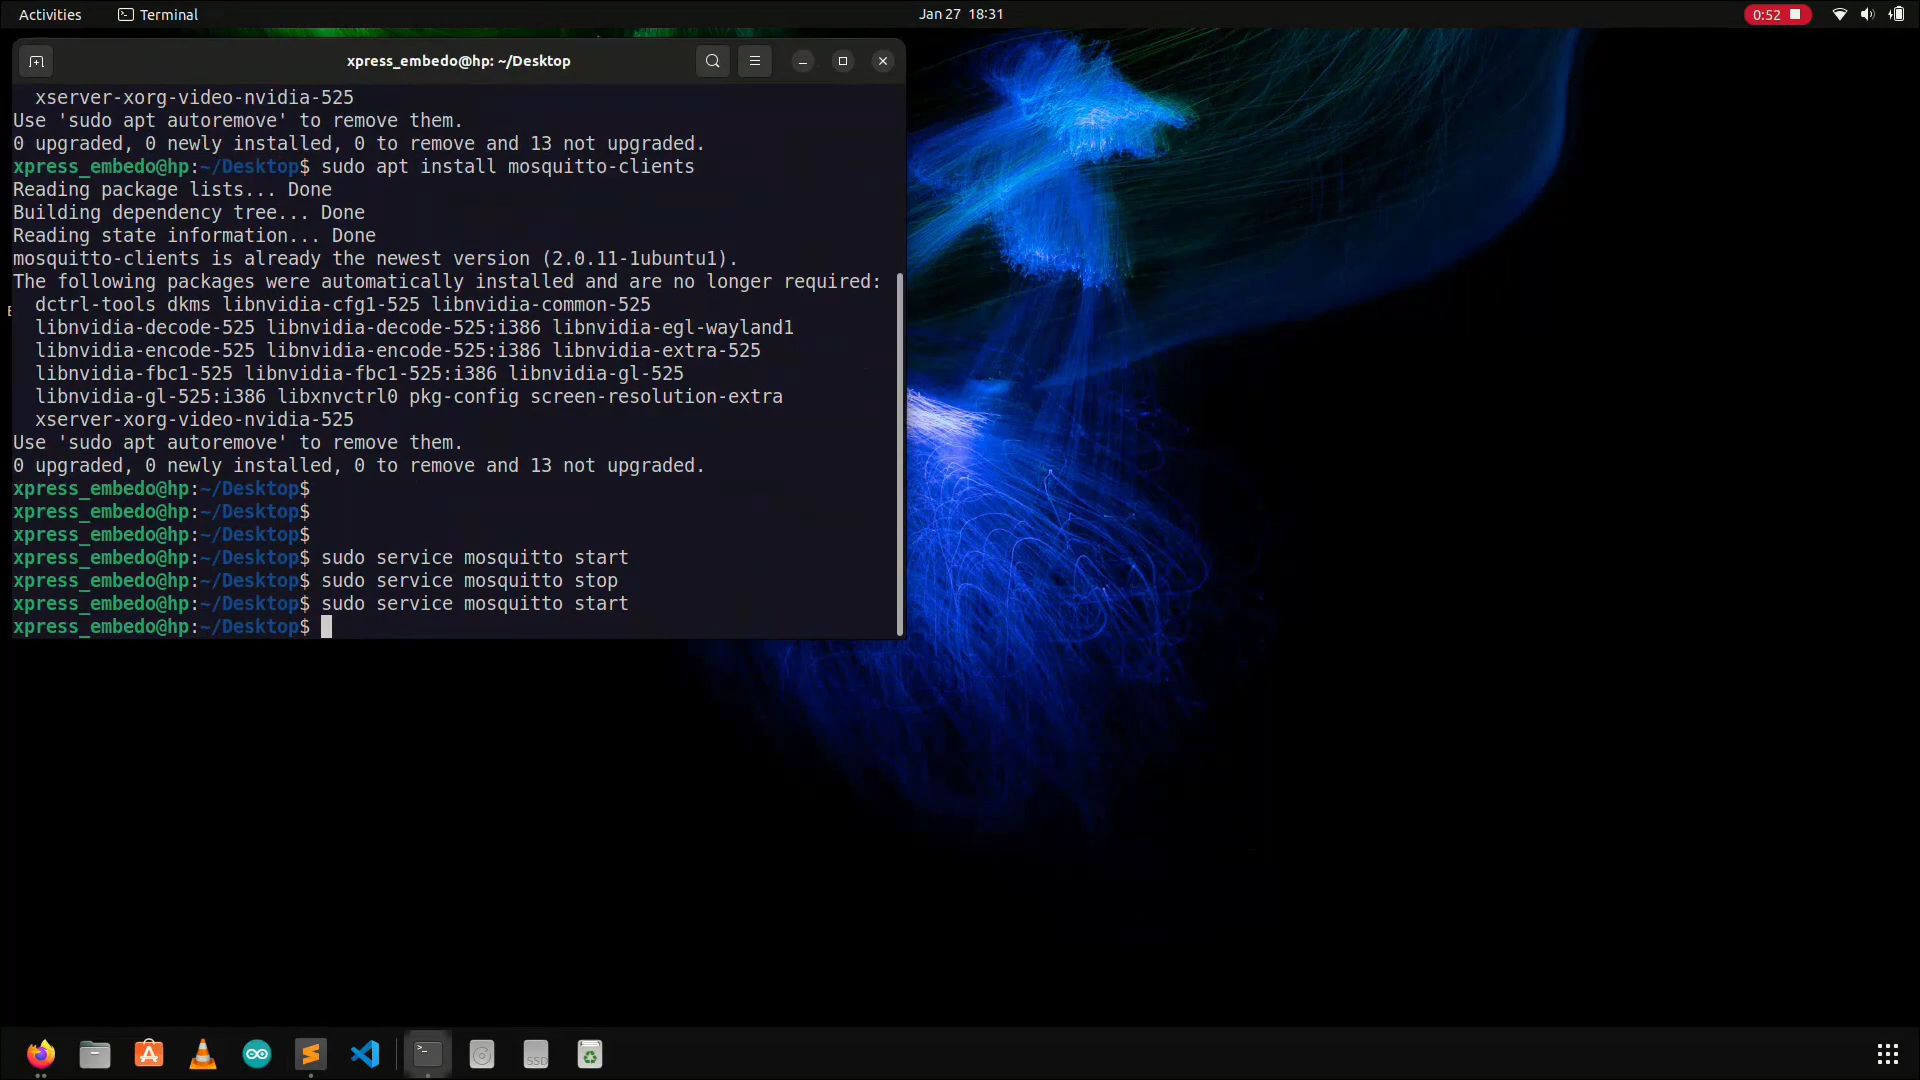 Activities
Terminal
Jan 27 18:31
0:52
xpress_embedo@hp: ~/Desktop
xserver-xorg-video-nvidia-525
Use 'sudo apt autoremove' to remove them.
0 upgraded, 0 newly installed, 0 to remove and 13 not upgraded.
xpress_embedo@hp:~/Desktop$ sudo apt install mosquitto-clients
Reading package lists... Done
Building dependency tree... Done
Reading state information... Done
mosquitto-clients is already the newest version (2.0.11-1ubuntu1).
The following packages were automatically installed and are no longer required:
dctrl-tools dkms libnvidia-cfg1-525 libnvidia-common-525
libnvidia-decode-525 libnvidia-decode-525:i386 libnvidia-egl-wayland1
libnvidia-encode-525 libnvidia-encode-525:i386 libnvidia-extra-525
libnvidia-fbc1-525 libnvidia-fbc1-525:i386 libnvidia-gl-525
libnvidia-gl-525:i386 libxnvctrl0 pkg-config screen-resolution-extra
xserver-xorg-video-nvidia-525
Use 'sudo apt autoremove' to remove them.
0 upgraded, 0 newly installed, 0 to remove and 13 not upgraded.
xpress_embedo@hp:~/Desktop$
xpress_embedo@hp:~/Desktop$
xpress_embedo@hp:~/Desktop$
xpress_embedo@hp:~/Desktop$ sudo service mosquitto start
xpress_embedo@hp:~/Desktop$ sudo service mosquitto stop
xpress_embedo@hp:~/Desktop$ sudo service mosquitto start
xpress_embedo@hp:~/Desktop$
SSD